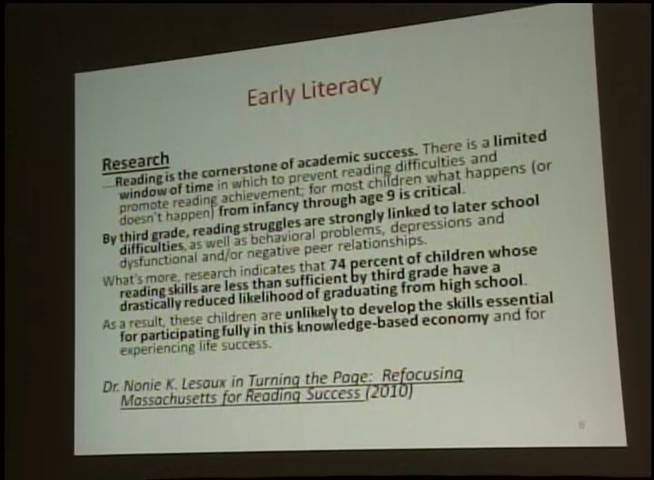 Early Literacy
Research
...Reading is the cornerstone of academic success. There is a limited
window of time in which to prevent reading difficulties and
promote reading achievement; for most children what happens (or
doesn't happen) from infancy through age 9 is critical.
By third grade, reading struggles are strongly linked to later school
difficulties, as well as behavioral problems, depressions and
dysfunctional and/or negative peer relationships.
What's more, research indicates that 74 percent of children whose
reading skills are less than sufficient by third grade have a
drastically reduced likelihood of graduating from high school.
As a result, these children are unlikely to develop the skills essential
for participating fully in this knowledge-based economy and for
experiencing life success.
Dr. Nonie K. Lesaux in Turning the Page: Refocusing
Massachusetts for Reading Success (2010)
6